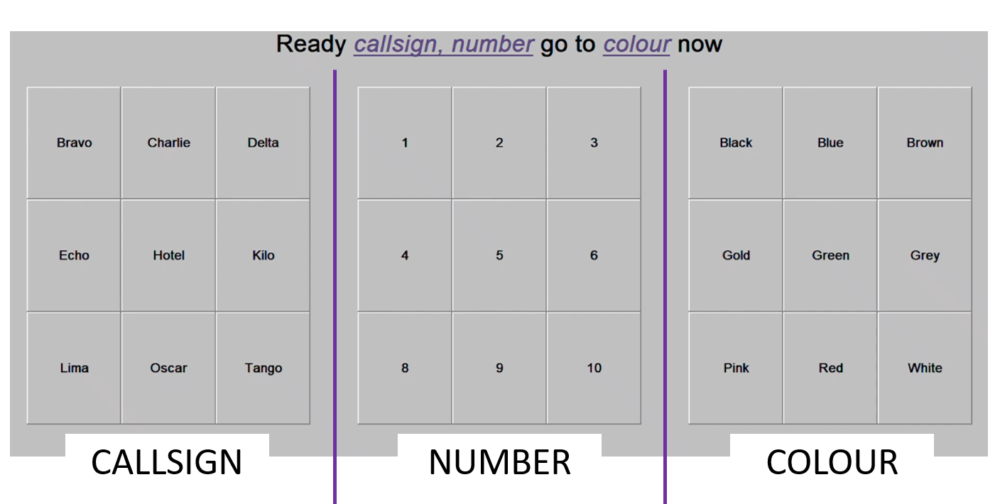 Ready callsign, number go to colour now
Bravo Charlie Delta
Echo Hotel Kilo
Lima Oscar Tango
CALLSIGN
1 2 3
4 5 6
8 9 10
NUMBER
Black Blue Brown
Gold Green Grey
Pink Red White
COLOUR